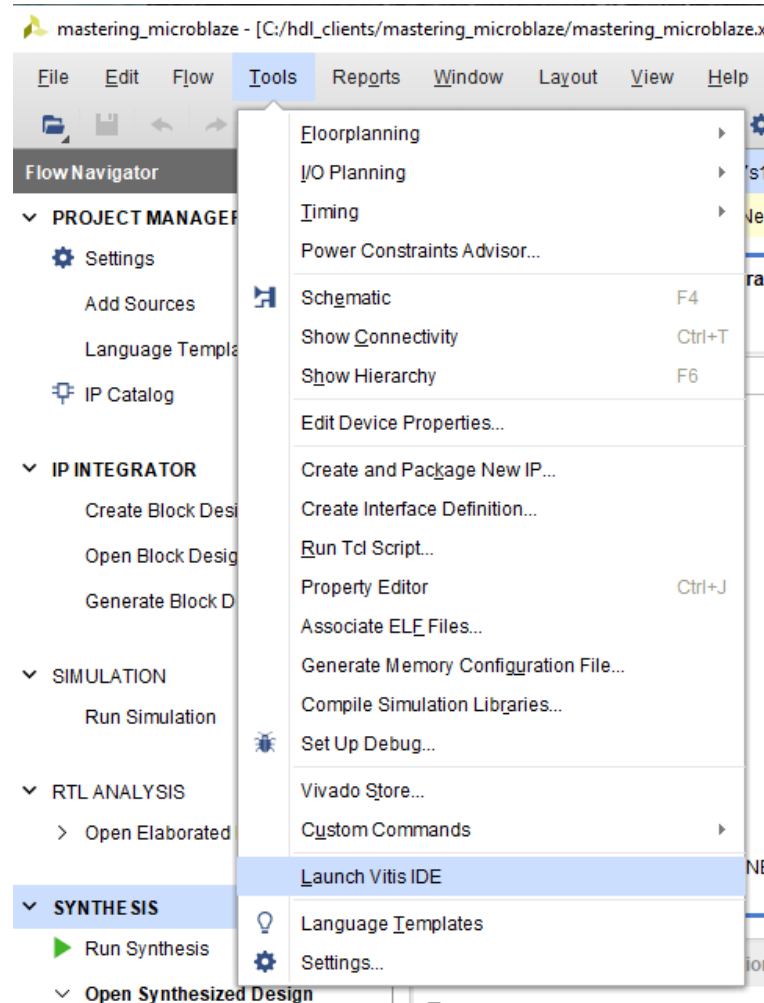 mastering_microblaze - [C:/hdl_clients/mastering_microblaze/mastering_microblaze.x
File Edit Flow Tools Reports Window Layout View Help
Flow Navigator
PROJECT MANAGER
Settings
Add Sources
Language Templa
IP Catalog
IP INTEGRATOR
Create Block Desi
Open Block Desig
Generate Block D
SIMULATION
Run Simulation
RTL ANALYSIS
Open Elaborated
SYNTHESIS
Run Synthesis
Open Synthesized Design
Floorplanning
I/O Planning
Timing
Power Constraints Advisor...
Schematic F4
Show Connectivity Ctrl+T
Show Hierarchy F6
Edit Device Properties...
Create and Package New IP...
Create Interface Definition...
Run Tcl Script...
Property Editor Ctrl+J
Associate ELF Files...
Generate Memory Configuration File...
Compile Simulation Libraries...
Set Up Debug...
Vivado Store...
Custom Commands
Launch Vitis IDE
Language Templates
Settings...